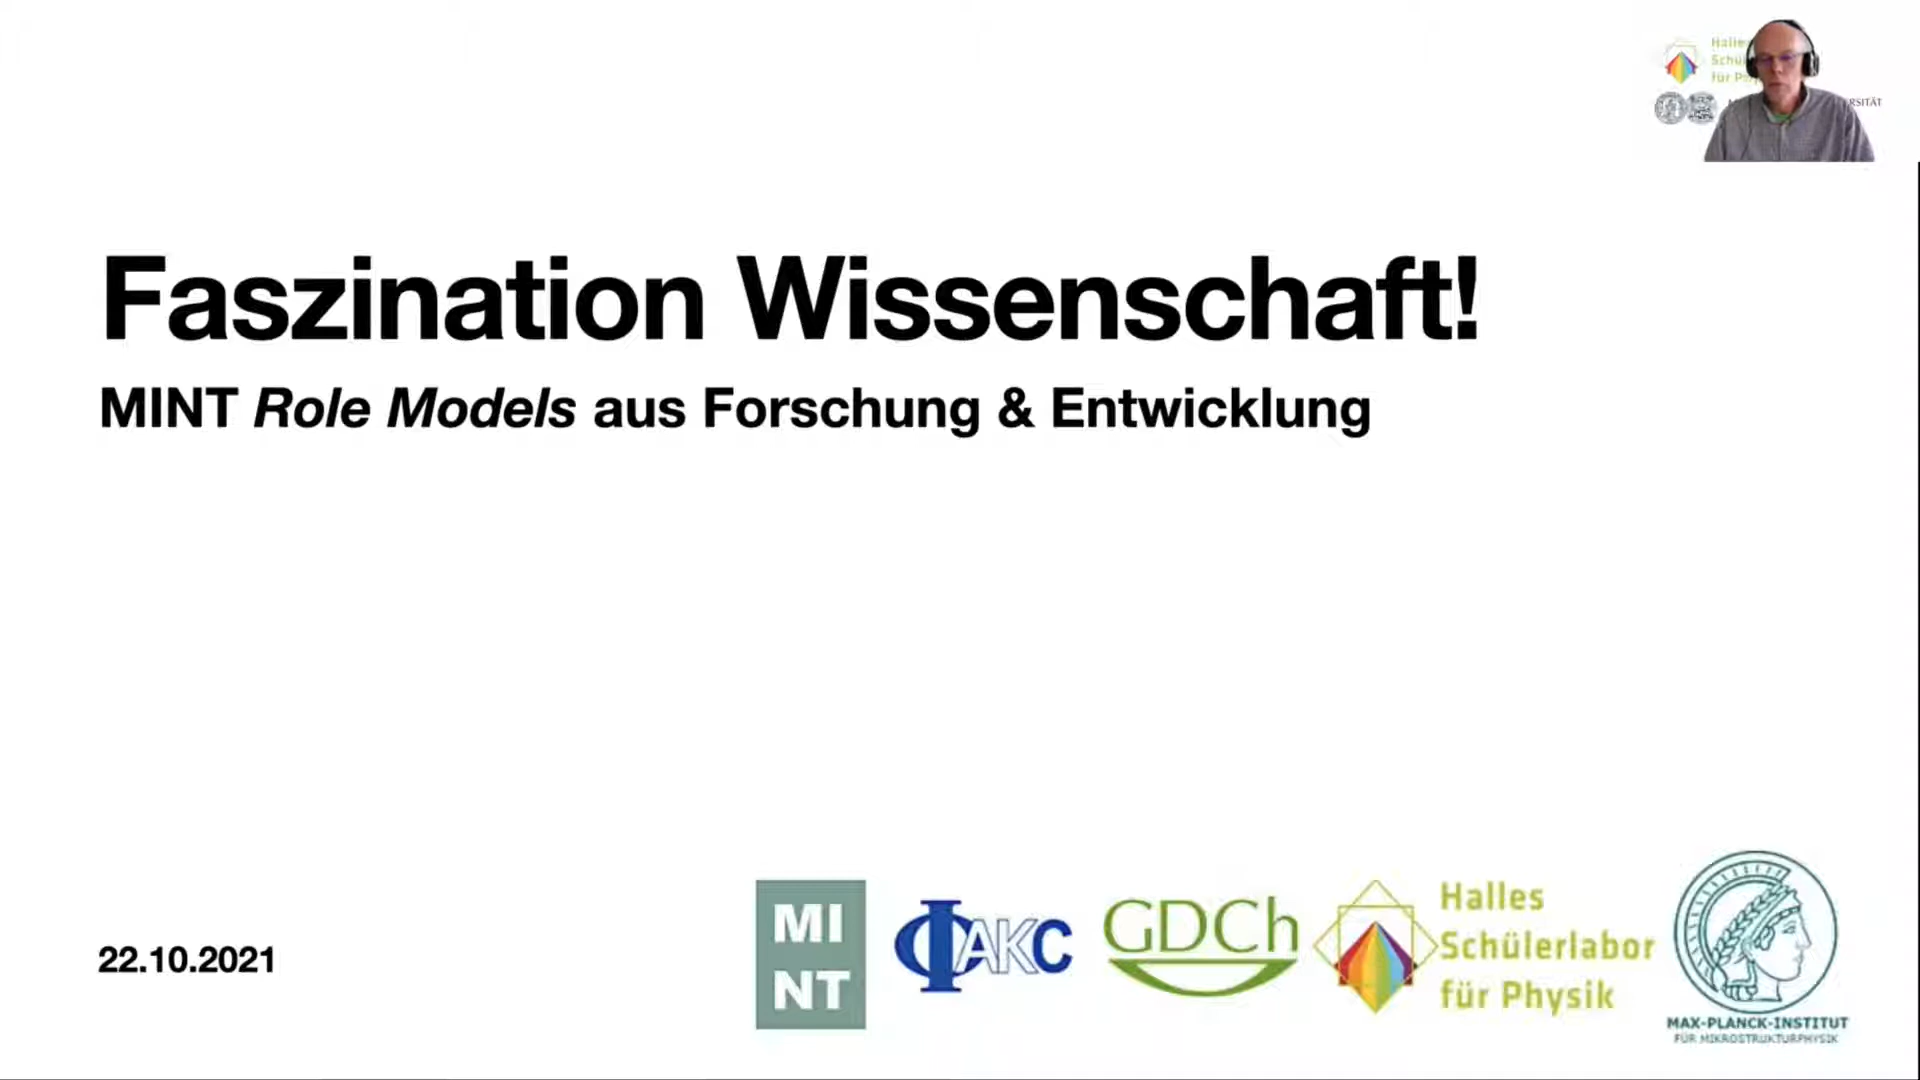 Faszination Wissenschaft!
MINT Role Models aus Forschung & Entwicklung
22.10.2021
MI
NT
ΦAKC
GDCh
Halles
Schülerlabor
für Physik
MAX-PLANCK-INSTITUT
FÜR MIKROSTRUKTURPHYSIK